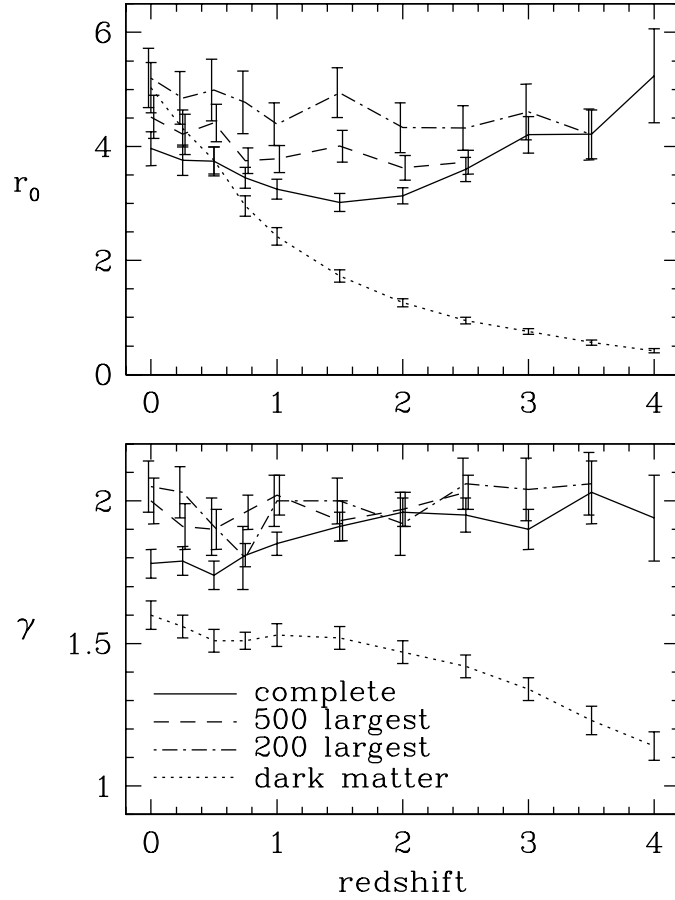 6
4
r₀
2
0
0 1 2 3 4
2
γ
1.5
complete
500 largest
200 largest
dark matter
1
0 1 2 3 4
redshift